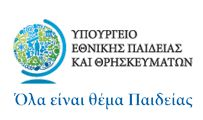 ΥΠΟΥΡΓΕΙΟ
ΕΘΝΙΚΗΣ ΠΑΙΔΕΙΑΣ
ΚΑΙ ΘΡΗΣΚΕΥΜΑΤΩΝ
Όλα είναι θέμα Παιδείας